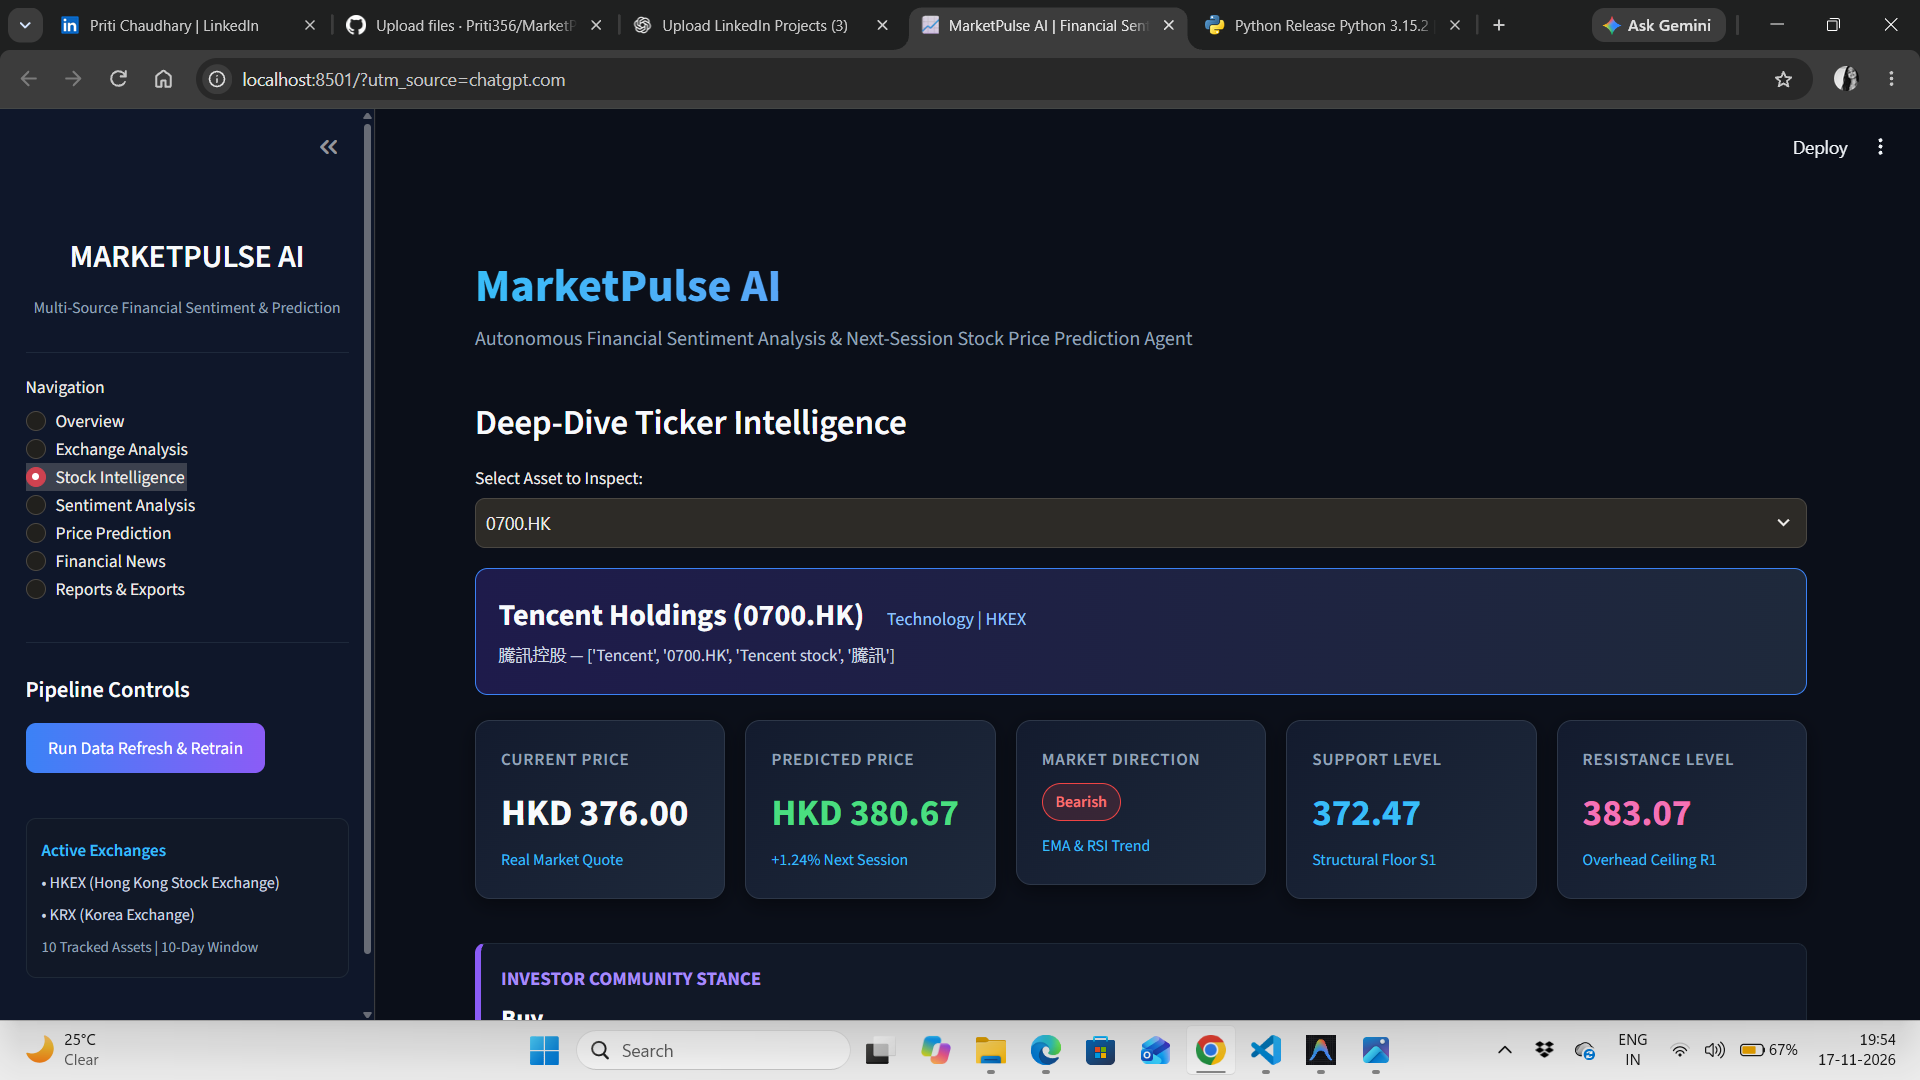 Priti Chaudhary | LinkedIn
Upload files · Priti356/MarketP
Upload LinkedIn Projects (3)
MarketPulse AI | Financial Sen
Python Release Python 3.15.2
Ask Gemini
localhost:8501/?utm_source=chatgpt.com
Deploy
MARKETPULSE AI
Multi-Source Financial Sentiment & Prediction
Navigation
Overview
Exchange Analysis
Stock Intelligence
Sentiment Analysis
Price Prediction
Financial News
Reports & Exports
Pipeline Controls
Run Data Refresh & Retrain
Active Exchanges
• HKEX (Hong Kong Stock Exchange)
• KRX (Korea Exchange)
10 Tracked Assets | 10-Day Window
MarketPulse AI
Autonomous Financial Sentiment Analysis & Next-Session Stock Price Prediction Agent
Deep-Dive Ticker Intelligence
Select Asset to Inspect:
0700.HK
Tencent Holdings (0700.HK) Technology | HKEX
騰訊控股 — ['Tencent', '0700.HK', 'Tencent stock', '騰訊']
CURRENT PRICE
HKD 376.00
Real Market Quote
PREDICTED PRICE
HKD 380.67
+1.24% Next Session
MARKET DIRECTION
Bearish
EMA & RSI Trend
SUPPORT LEVEL
372.47
Structural Floor S1
RESISTANCE LEVEL
383.07
Overhead Ceiling R1
INVESTOR COMMUNITY STANCE
Buy
25°C
Clear
Search
ENG
IN
67%
19:54
17-11-2026